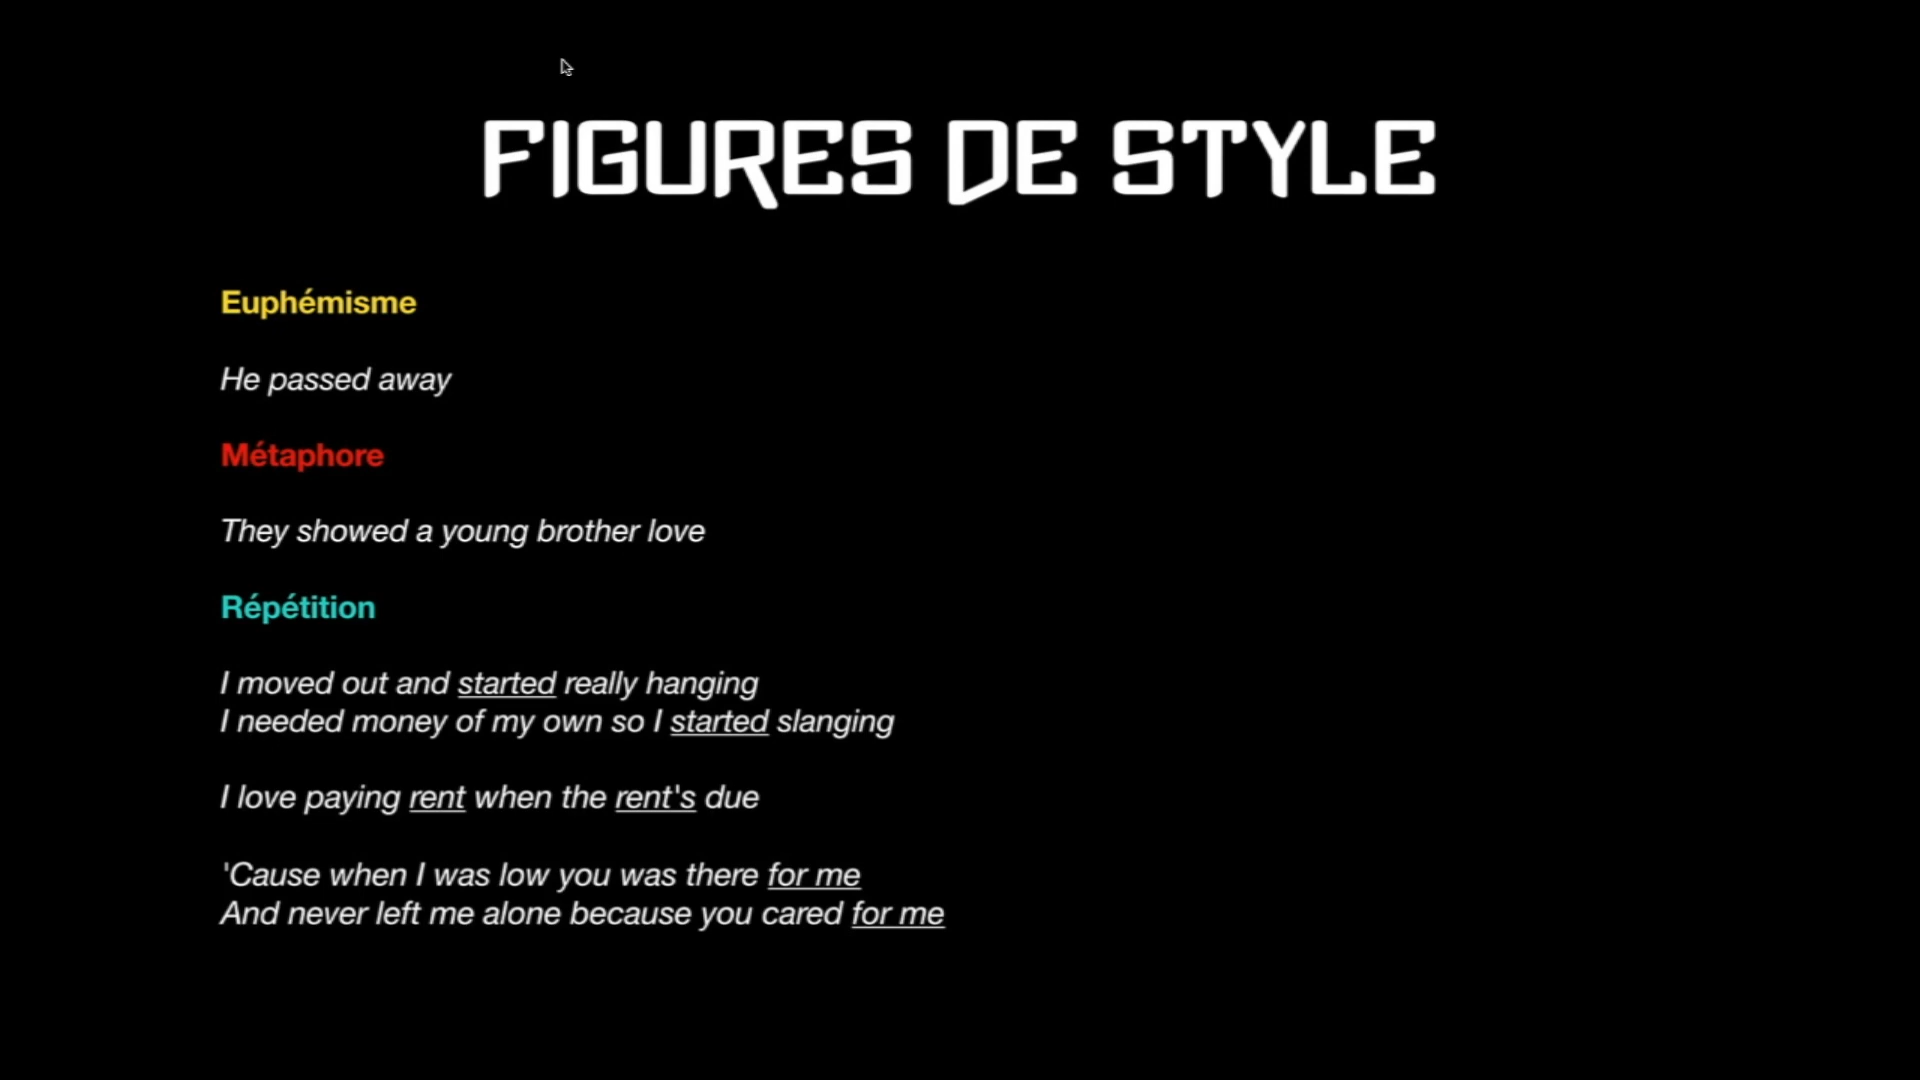 FIGURES DE STYLE
Euphémisme
He passed away
Métaphore
They showed a young brother love
Répétition
I moved out and started really hanging
I needed money of my own so I started slanging
I love paying rent when the rent's due
'Cause when I was low you was there for me
And never left me alone because you cared for me